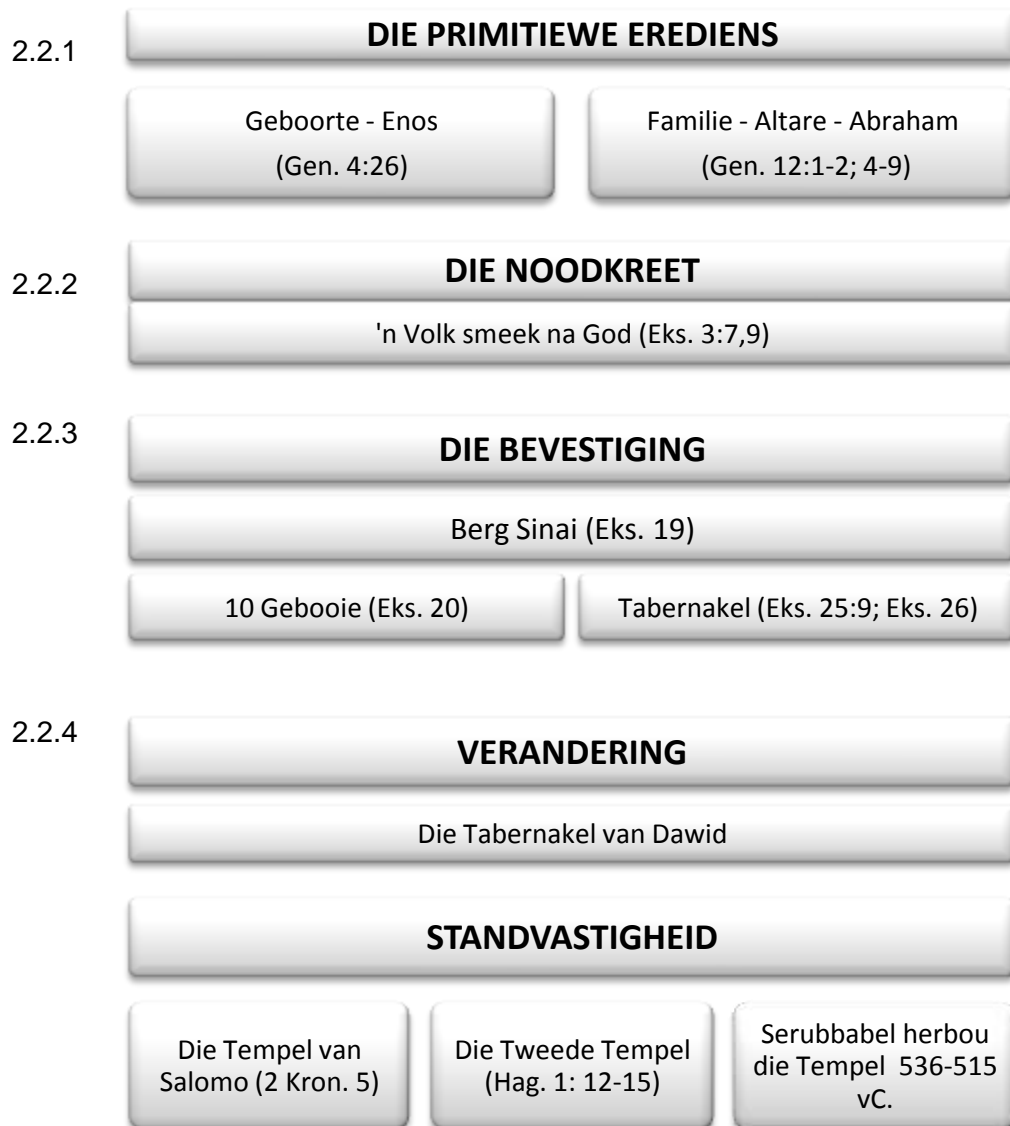 2.2.1
DIE PRIMITIEWE EREDIENS
Geboorte - Enos
(Gen. 4:26)
Familie - Altare - Abraham
(Gen. 12:1-2; 4-9)
2.2.2
DIE NOODKREET
'n Volk smeek na God (Eks. 3:7,9)
2.2.3
DIE BEVESTIGING
Berg Sinai (Eks. 19)
10 Gebooie (Eks. 20)
Tabernakel (Eks. 25:9; Eks. 26)
2.2.4
VERANDERING
Die Tabernakel van Dawid
STANDVASTIGHEID
Die Tempel van
Salomo (2 Kron. 5)
Die Tweede Tempel
(Hag. 1: 12-15)
Serubbabel herbou
die Tempel 536-515
vC.